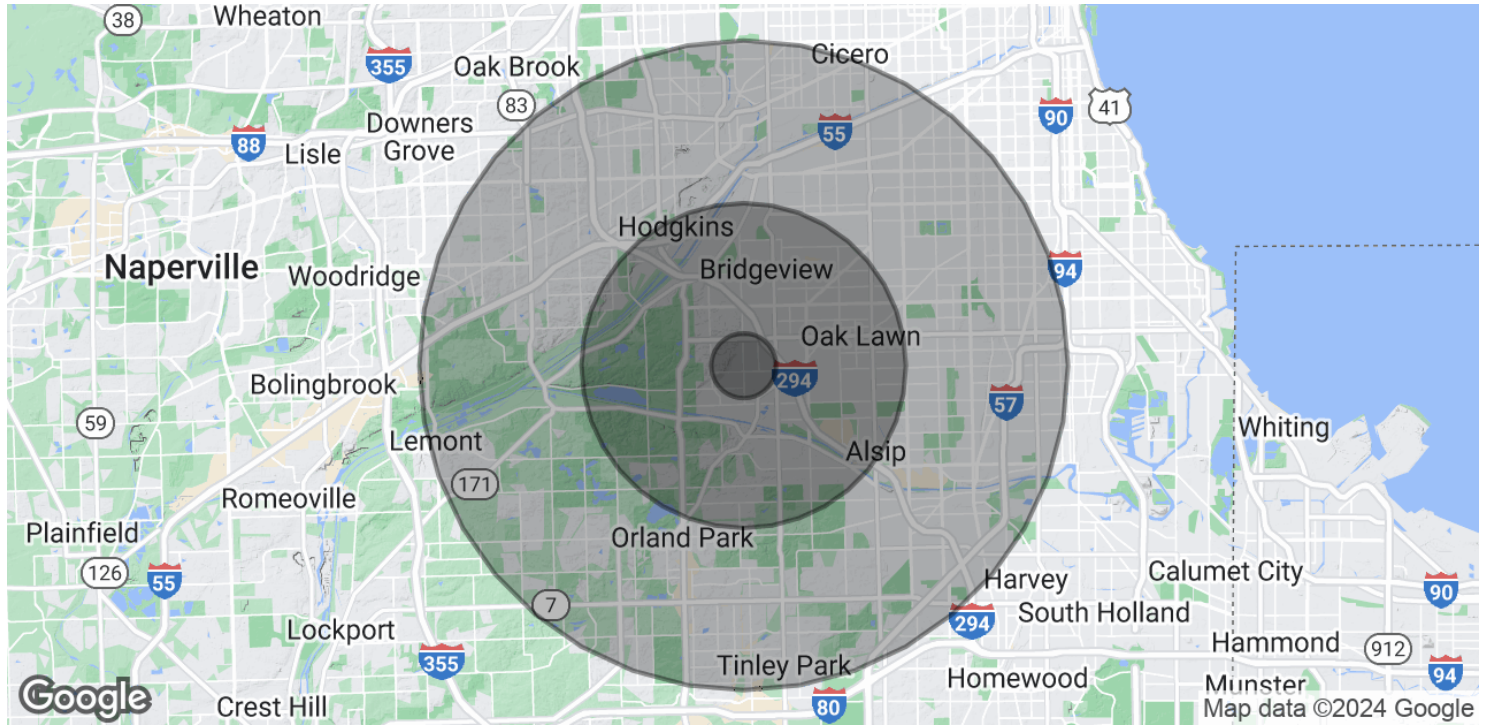 38
Wheaton
355
Oak Brook
Cicero
83
41
90
55
Downers
Grove
88
Lisle
Hodgkins
Naperville
Woodridge
Bridgeview
94
Oak Lawn
294
Bolingbrook
57
59
Lemont
Alsip
Whiting
171
Romeoville
Plainfield
Orland Park
126
55
Harvey
Calumet City
90
7
South Holland
294
Lockport
355
Hammond
912
Tinley Park
Homewood
94
Munster
80
Google
Crest Hill
Map data ©2024 Google